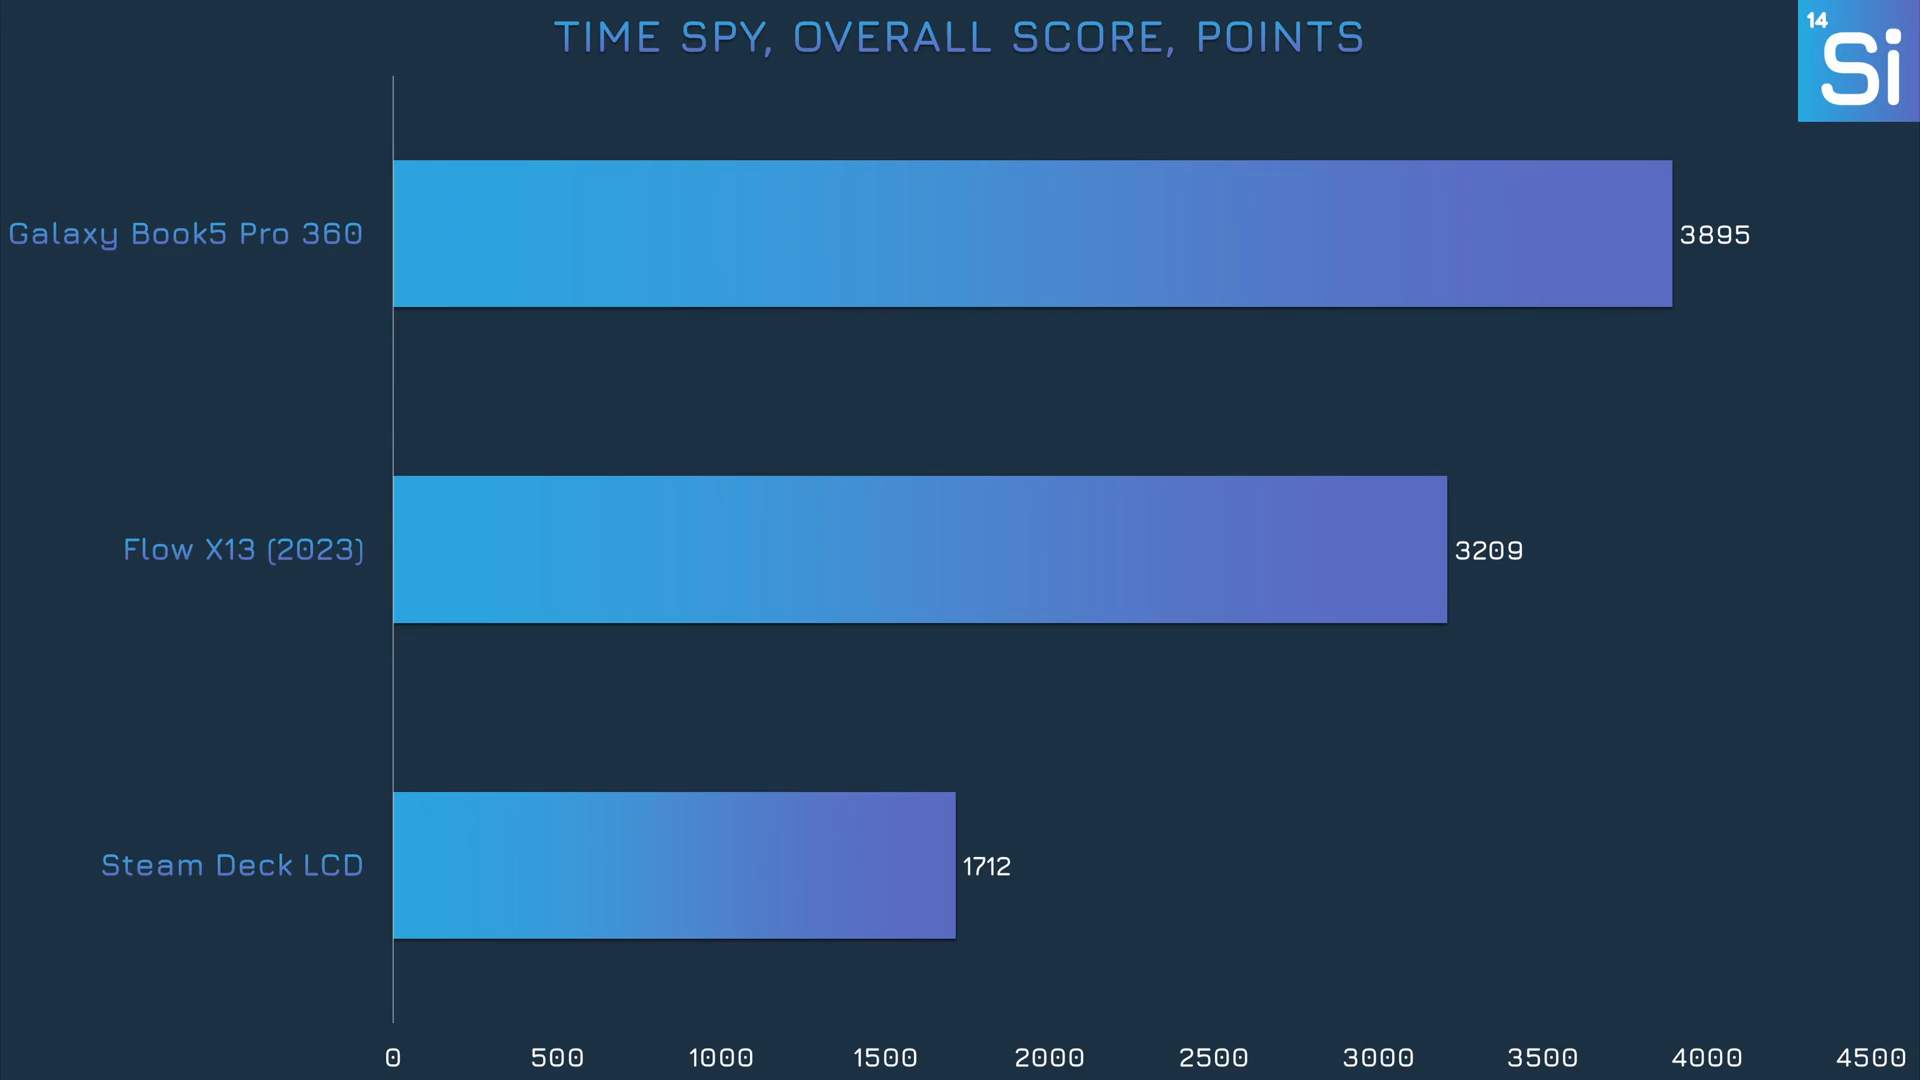 TIME SPY, OVERALL SCORE, POINTS
14
Si
Galaxy Book5 Pro 360
3895
Flow X13 (2023)
3209
Steam Deck LCD
1712
0 500 1000 1500 2000 2500 3000 3500 4000 4500